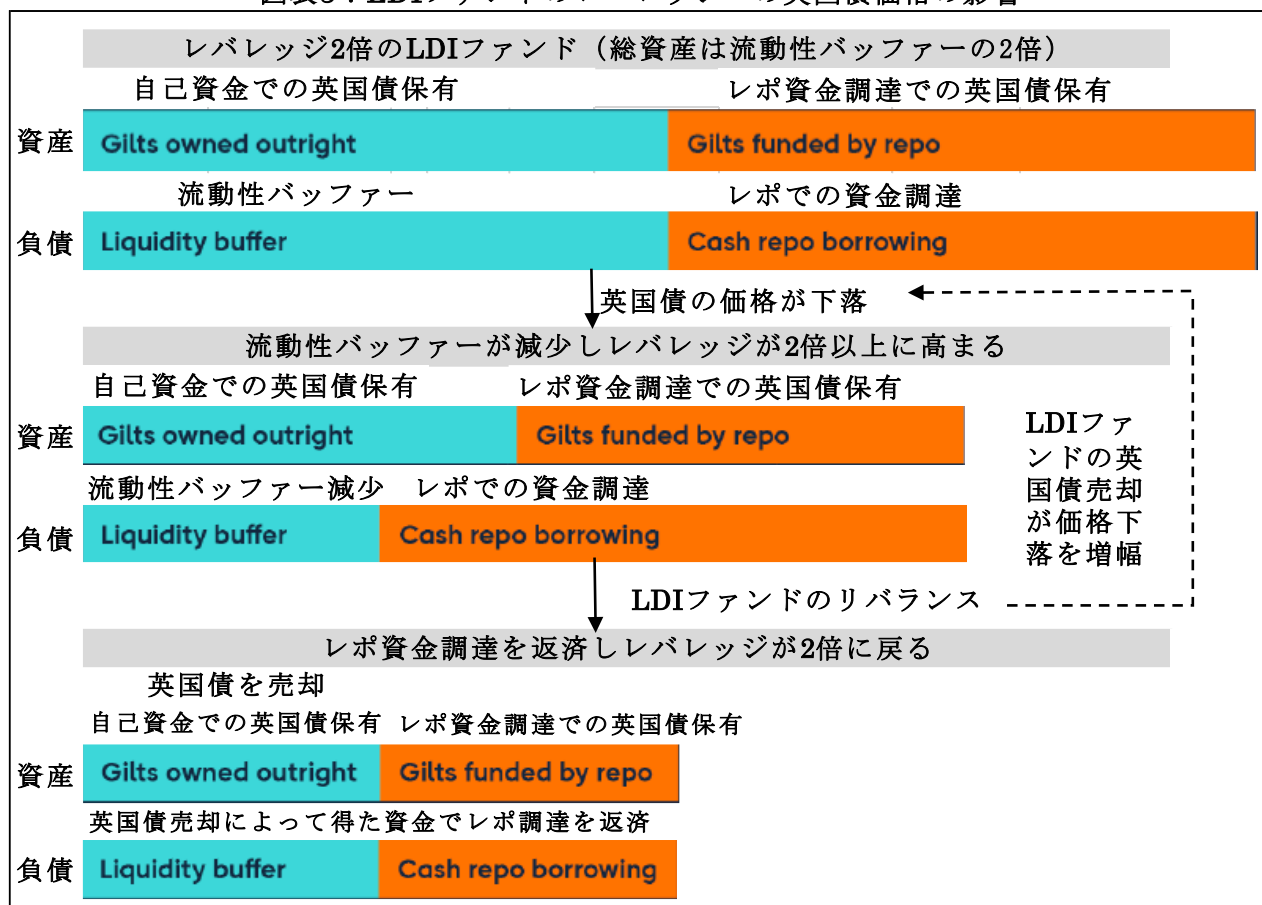 レバレッジ2倍のLDIファンド（総資産は流動性バッファーの2倍）
自己資金での英国債保有 レポ資金調達での英国債保有
資産 Gilts owned outright Gilts funded by repo
流動性バッファー レポでの資金調達
負債 Liquidity buffer Cash repo borrowing
英国債の価格が下落
流動性バッファーが減少しレバレッジが2倍以上に高まる
自己資金での英国債保有 レポ資金調達での英国債保有
資産 Gilts owned outright Gilts funded by repo
流動性バッファー減少 レポでの資金調達
負債 Liquidity buffer Cash repo borrowing
LDIファ
ンドの英
国債売却
が価格下
落を増幅
LDIファンドのリバランス
レポ資金調達を返済しレバレッジが2倍に戻る
英国債を売却
自己資金での英国債保有 レポ資金調達での英国債保有
資産 Gilts owned outright Gilts funded by repo
英国債売却によって得た資金でレポ調達を返済
負債 Liquidity buffer Cash repo borrowing